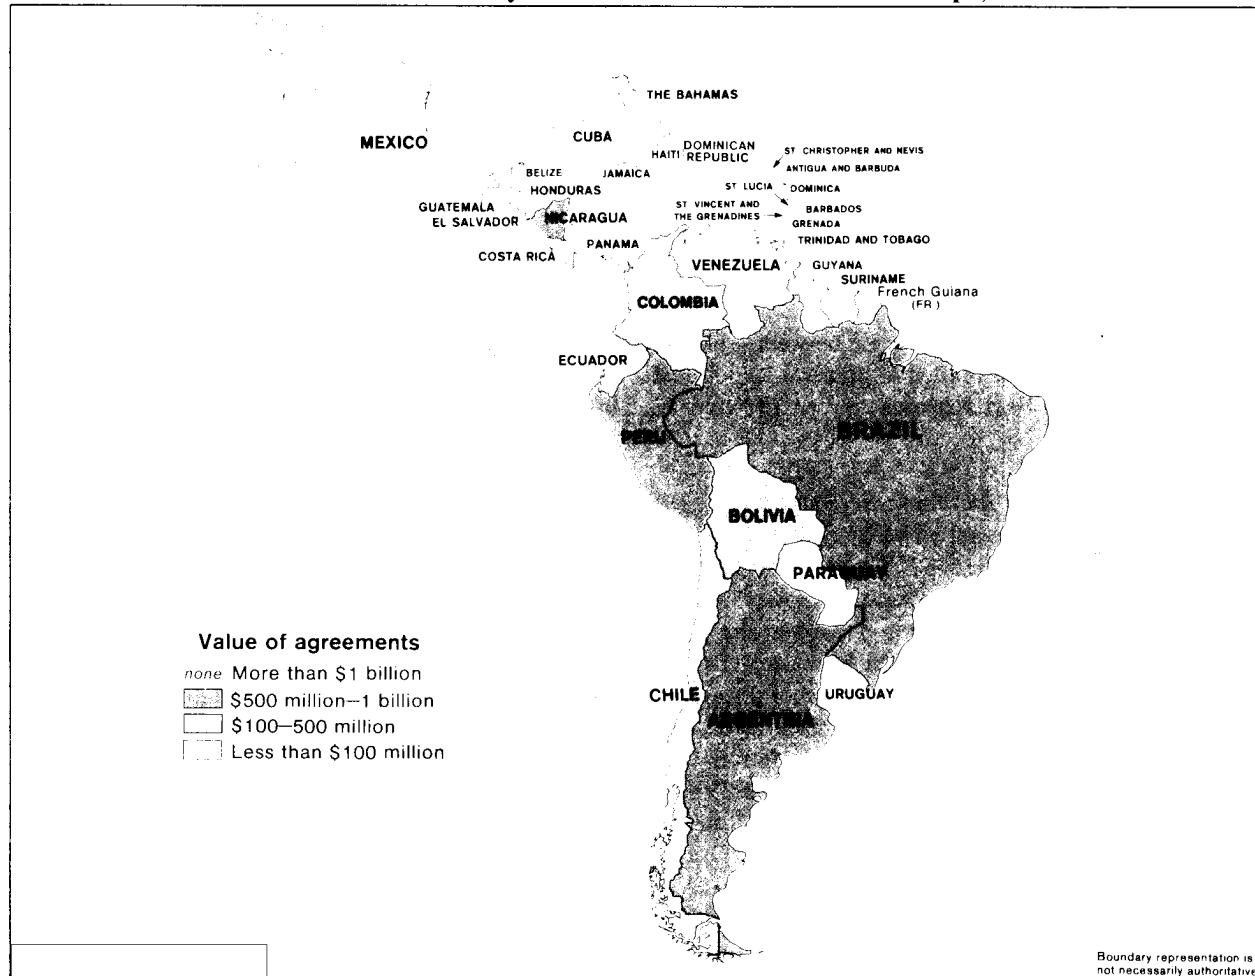 THE BAHAMAS
MEXICO
CUBA
HAITI
DOMINICAN
REPUBLIC
ST CHRISTOPHER AND NEVIS
ANTIGUA AND BARBUDA
BELIZE
JAMAICA
HONDURAS
ST LUCIA
DOMINICA
GUATEMALA
EL SALVADOR
NICARAGUA
ST VINCENT AND
THE GRENADINES
BARBADOS
GRENADA
COSTA RICA
PANAMA
TRINIDAD AND TOBAGO
VENEZUELA
GUYANA
SURINAME
French Guiana
(FR.)
COLOMBIA
ECUADOR
PERU
BRAZIL
BOLIVIA
PARAGUAY
CHILE
ARGENTINA
URUGUAY
Value of agreements
none More than $1 billion
$500 million—1 billion
$100—500 million
Less than $100 million
Boundary representation is
not necessarily authoritative